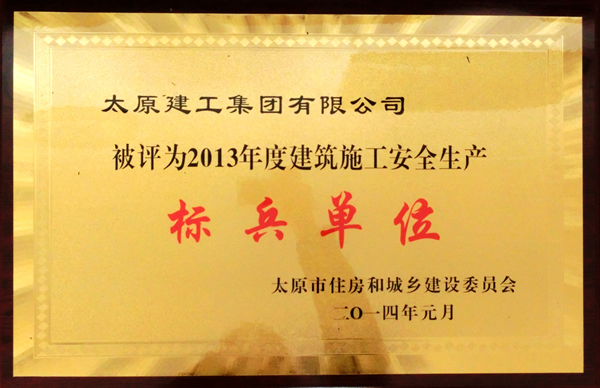 太原建工集团有限公司
被评为2013年度建筑施工安全生产
标兵单位
太原市住房和城乡建设委员会
二O一四年元月